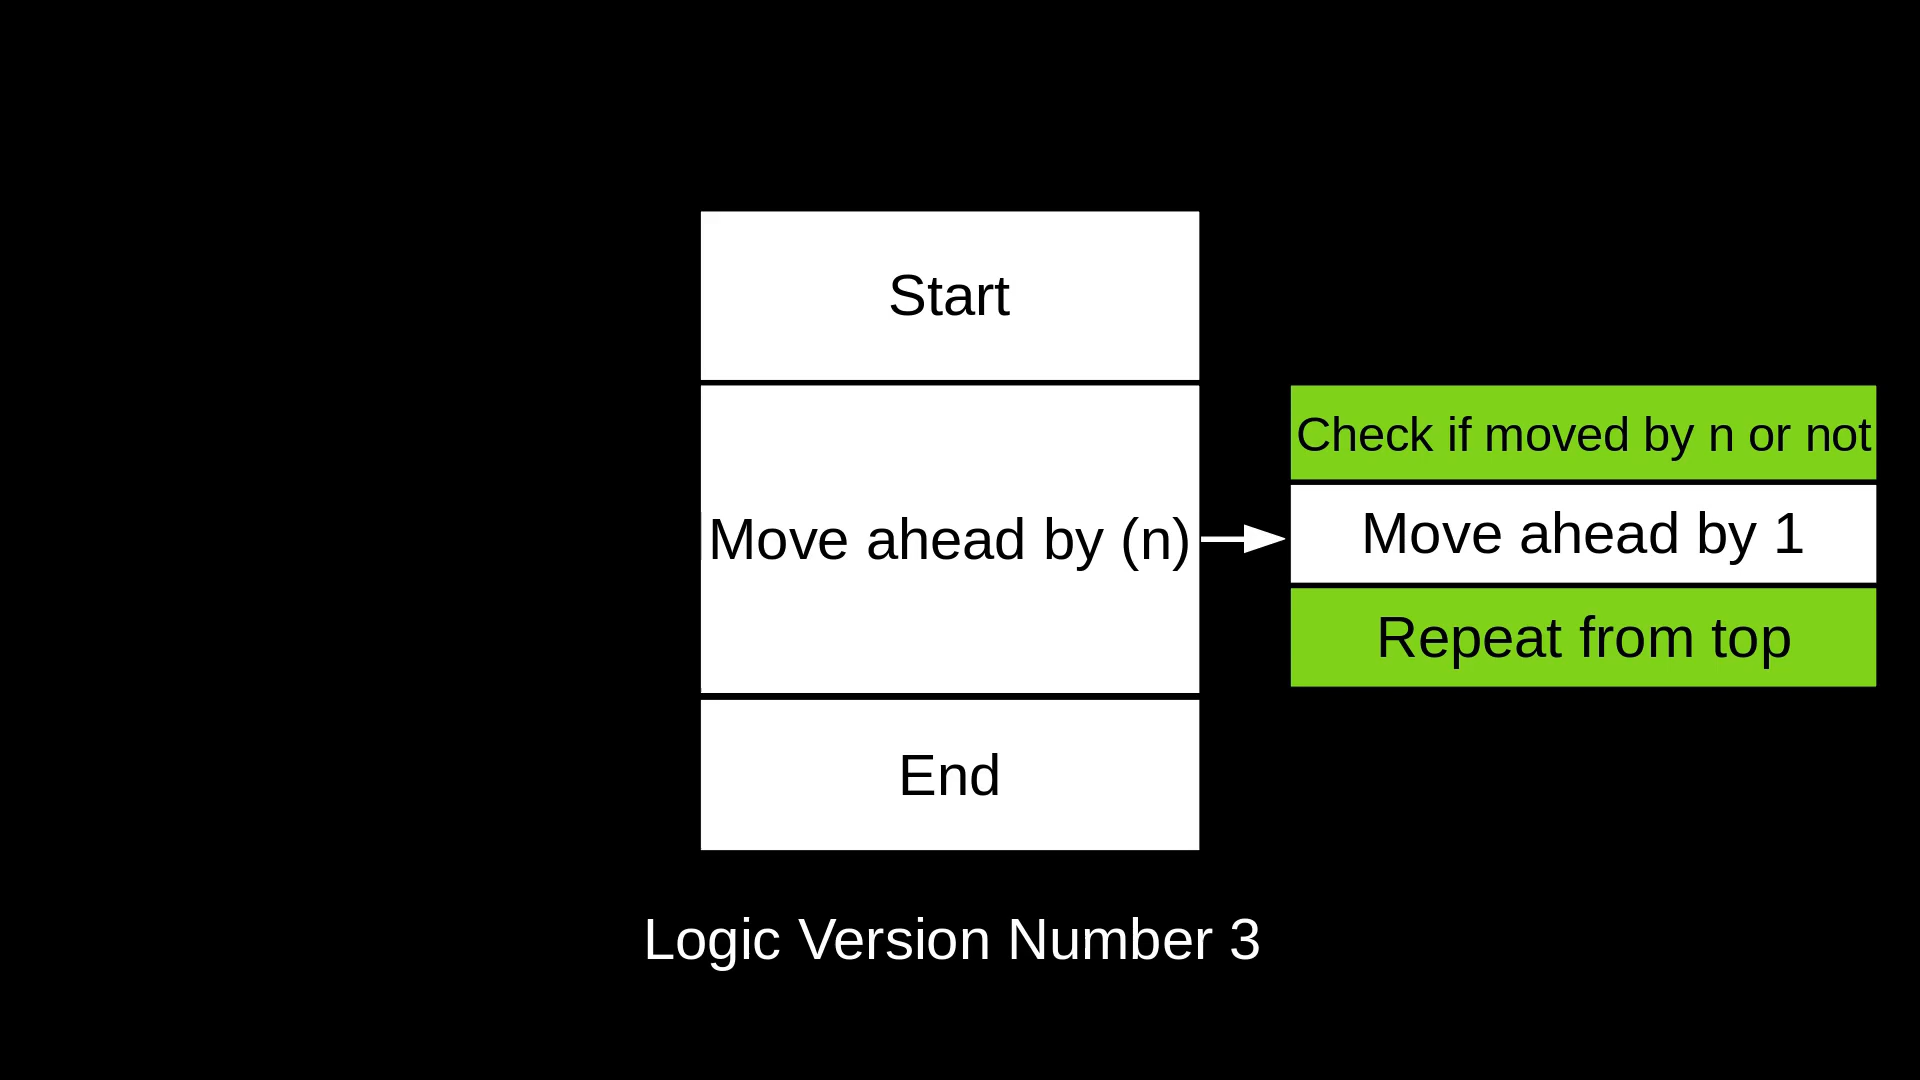 Start
Move ahead by (n)
End
Check if moved by n or not
Move ahead by 1
Repeat from top
Logic Version Number 3